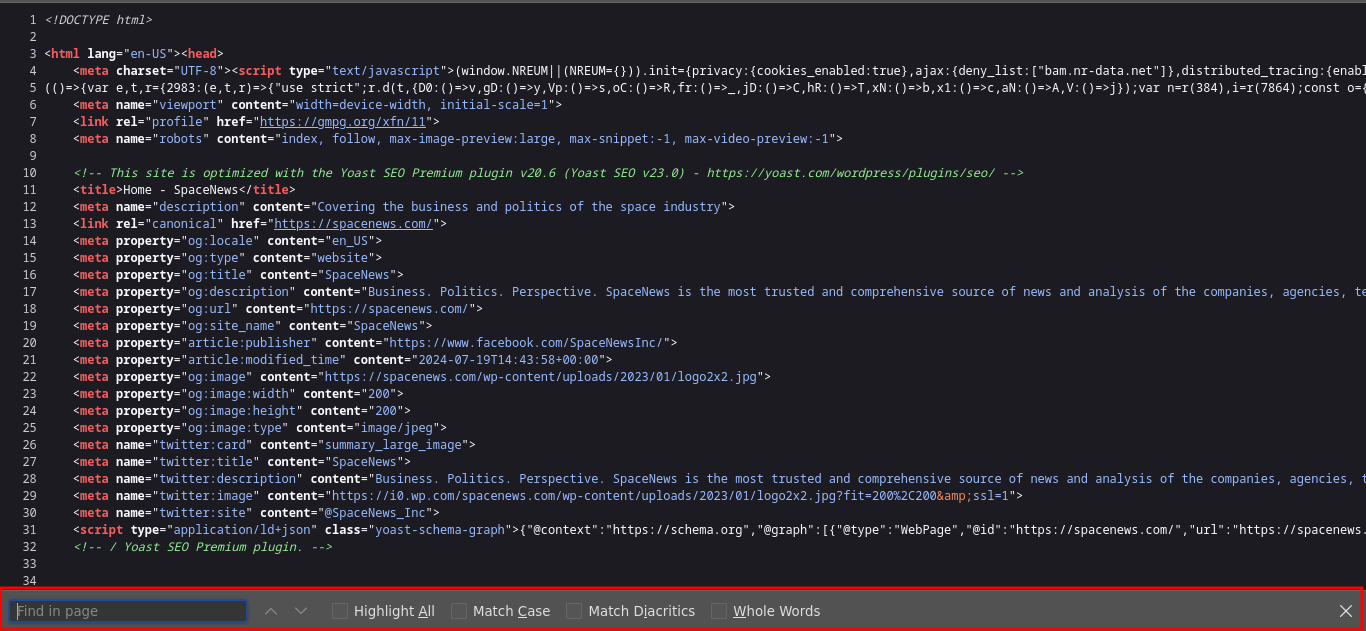 1 <!DOCTYPE html>
2
3 <html lang="en-US"><head>
4 <meta charset="UTF-8"><script type="text/javascript">(window.NREUM||(NREUM={})).init={privacy:{cookies_enabled:true},ajax:{deny_list:["bam.nr-data.net"]},distributed_tracing:{enabl
5 (()=>{var e,t,r={2983:(e,t,r)=>{"use strict";r.d(t,{D0:()=>v,gD:()=>y,Vp:()=>s,oC:()=>R,fr:()=>_,jD:()=>C,hR:()=>T,xN:()=>b,x1:()=>c,aN:()=>A,V:()=>j});var n=r(384),i=r(7864);const o={
6 <meta name="viewport" content="width=device-width, initial-scale=1">
7 <link rel="profile" href="https://gmpg.org/xfn/11">
8 <meta name="robots" content="index, follow, max-image-preview:large, max-snippet:-1, max-video-preview:-1">
9
10 <!-- This site is optimized with the Yoast SEO Premium plugin v20.6 (Yoast SEO v23.0) - https://yoast.com/wordpress/plugins/seo/ -->
11 <title>Home - SpaceNews</title>
12 <meta name="description" content="Covering the business and politics of the space industry">
13 <link rel="canonical" href="https://spacenews.com/">
14 <meta property="og:locale" content="en_US">
15 <meta property="og:type" content="website">
16 <meta property="og:title" content="SpaceNews">
17 <meta property="og:description" content="Business. Politics. Perspective. SpaceNews is the most trusted and comprehensive source of news and analysis of the companies, agencies, te
18 <meta property="og:url" content="https://spacenews.com/">
19 <meta property="og:site_name" content="SpaceNews">
20 <meta property="article:publisher" content="https://www.facebook.com/SpaceNewsInc/">
21 <meta property="article:modified_time" content="2024-07-19T14:43:58+00:00">
22 <meta property="og:image" content="https://spacenews.com/wp-content/uploads/2023/01/logo2x2.jpg">
23 <meta property="og:image:width" content="200">
24 <meta property="og:image:height" content="200">
25 <meta property="og:image:type" content="image/jpeg">
26 <meta name="twitter:card" content="summary_large_image">
27 <meta name="twitter:title" content="SpaceNews">
28 <meta name="twitter:description" content="Business. Politics. Perspective. SpaceNews is the most trusted and comprehensive source of news and analysis of the companies, agencies, t
29 <meta name="twitter:image" content="https://i0.wp.com/spacenews.com/wp-content/uploads/2023/01/logo2x2.jpg?fit=200%2C200&amp;ssl=1">
30 <meta name="twitter:site" content="@SpaceNews_Inc">
31 <script type="application/ld+json" class="yoast-schema-graph">{"@context":"https://schema.org","@graph":[{"@type":"WebPage","@id":"https://spacenews.com/","url":"https://spacenews.
32 <!-- / Yoast SEO Premium plugin. -->
33
34
Find in page Highlight All Match Case Match Diacritics Whole Words